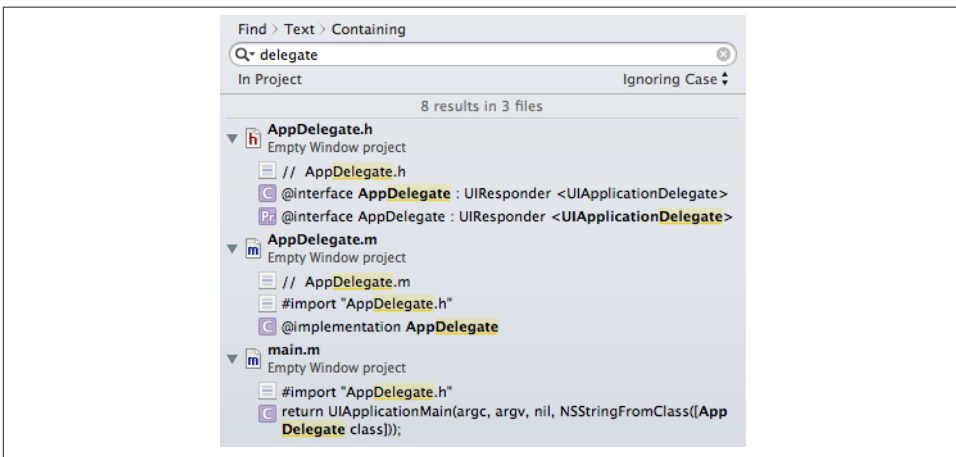 Find > Text > Containing
delegate
In Project Ignoring Case
8 results in 3 files
h AppDelegate.h
Empty Window project
// AppDelegate.h
C @interface AppDelegate : UIResponder <UIApplicationDelegate>
Pr @interface AppDelegate : UIResponder <UIApplicationDelegate>
m AppDelegate.m
Empty Window project
// AppDelegate.m
#import "AppDelegate.h"
C @implementation AppDelegate
m main.m
Empty Window project
#import "AppDelegate.h"
C return UIApplicationMain(argc, argv, nil, NSStringFromClass([App
Delegate class]));